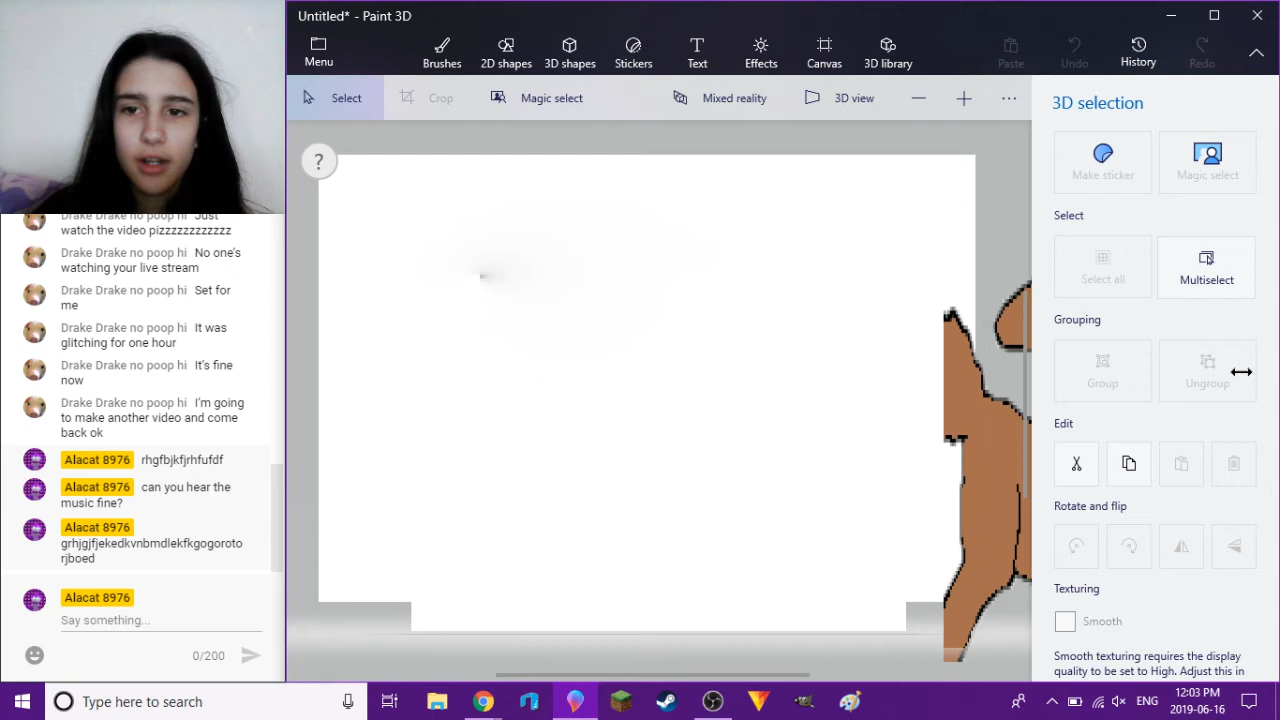 Untitled* - Paint 3D
Menu
Brushes
2D shapes
3D shapes
Stickers
Text
Effects
Canvas
3D library
Paste
Undo
History
Redo
Select
Crop
Magic select
Mixed reality
3D view
?
3D selection
Make sticker
Magic select
Select
Select all
Multiselect
Grouping
Group
Ungroup
Edit
Rotate and flip
Texturing
Smooth
Smooth texturing requires the
display
quality to be set to High. Adjust this in
Drake Drake no poop hi Just
watch the video pizzzzzzzzzzzz
Drake Drake no poop hi No one's
watching your live stream
Drake Drake no poop hi Set for
me
Drake Drake no poop hi It was
glitching for one hour
Drake Drake no poop hi It's fine
now
Drake Drake no poop hi I'm going
to make another video and come
back ok
Alacat 8976 rhgfbjkfjrhfufdf
Alacat 8976 can you hear the
music fine?
Alacat 8976
grhjgjfjekedkvnbmdlekfkgogoroto
rjboed
Alacat 8976
Say something...
0/200
Type here to search
ENG
12:03 PM
2019-06-16